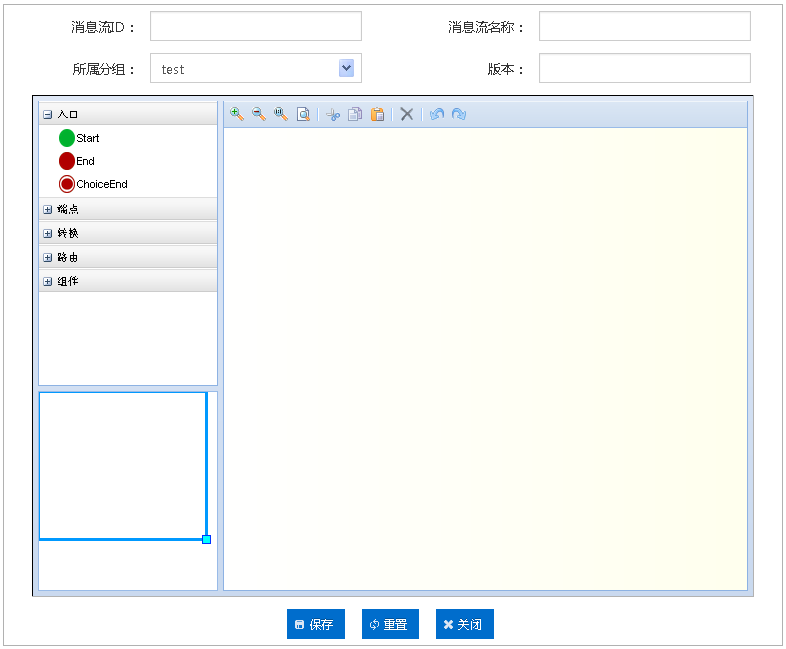 消息流ID： 消息流名称：
所属分组： test 版本：
入口
Start
End
ChoiceEnd
端点
转换
路由
组件
保存 重置 关闭